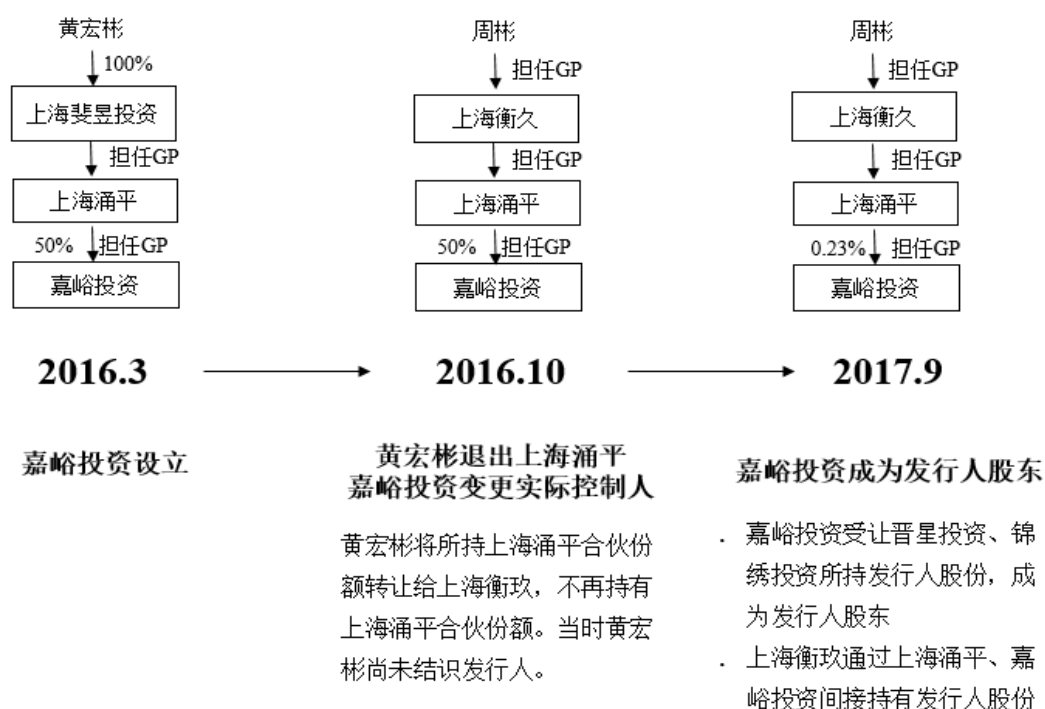 黄宏彬
100%
上海斐昱投资
担任GP
上海涌平
50% 担任GP
嘉峪投资
周彬
担任GP
上海衡久
担任GP
上海涌平
50% 担任GP
嘉峪投资
周彬
担任GP
上海衡久
担任GP
上海涌平
0.23% 担任GP
嘉峪投资
2016.3
2016.10
2017.9
嘉峪投资设立
黄宏彬退出上海涌平
嘉峪投资变更实际控制人
黄宏彬将所持上海涌平合伙份
额转让给上海衡玖，不再持有
上海涌平合伙份额。当时黄宏
彬尚未结识发行人。
嘉峪投资成为发行人股东
. 嘉峪投资受让晋星投资、锦
绣投资所持发行人股份，成
为发行人股东
. 上海衡玖通过上海涌平、嘉
峪投资间接持有发行人股份